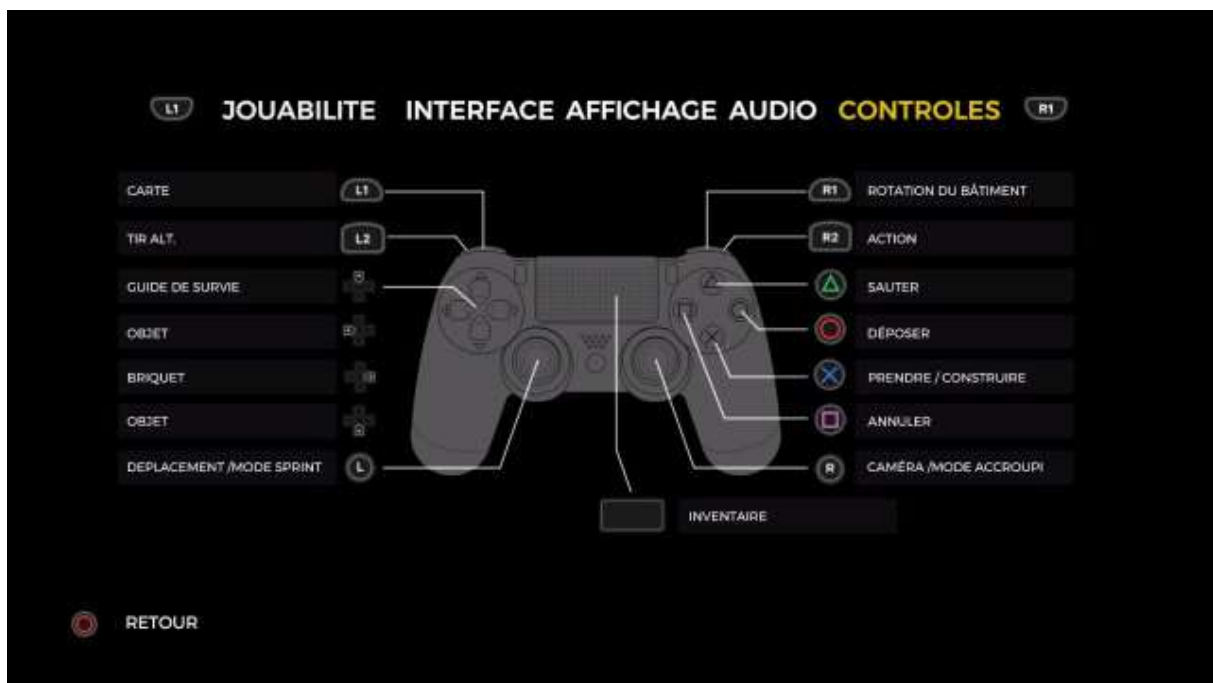 L1 JOUABILITE INTERFACE AFFICHAGE AUDIO CONTROLES R1
CARTE L1 R1 ROTATION DU BÂTIMENT
TIR ALT. L2 R2 ACTION
GUIDE DE SURVIE SAUTER
OBJET DÉPOSER
BRIQUET PRENDRE / CONSTRUIRE
OBJET ANNULER
DEPLACEMENT /MODE SPRINT L R CAMÉRA /MODE ACCROUPI
INVENTAIRE
RETOUR